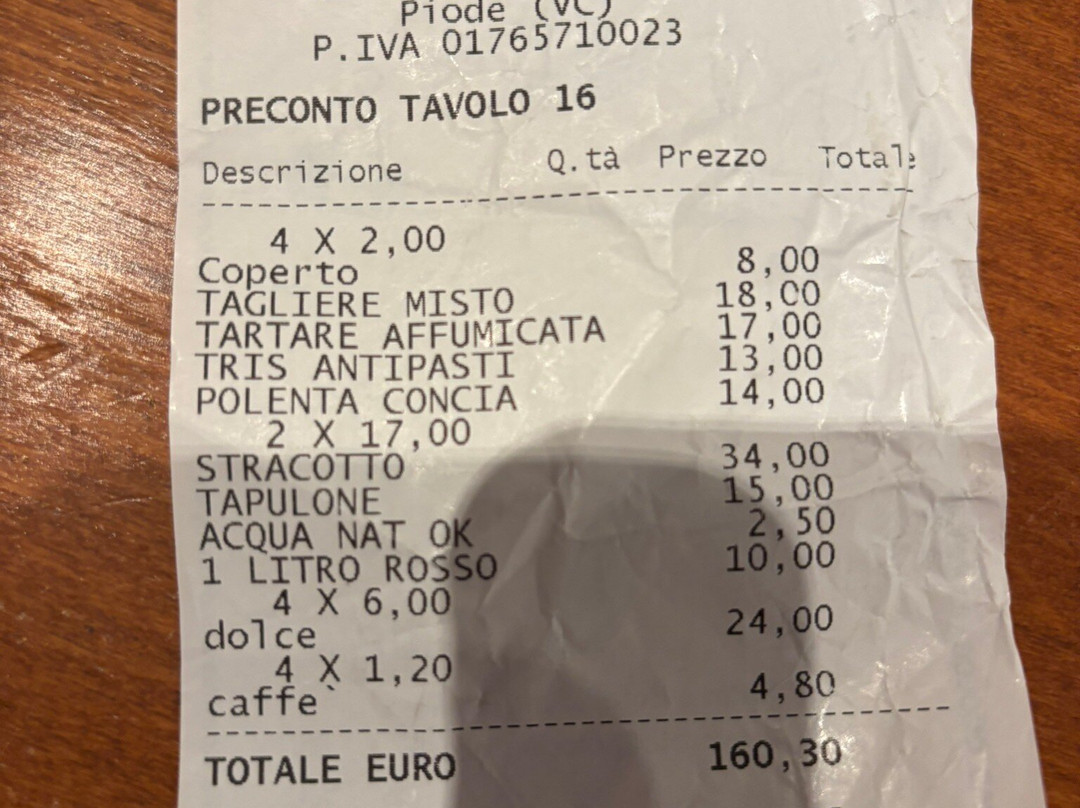 Piode (VC)
P.IVA 01765710023
PRECONTO TAVOLO 16
Descrizione Q.tà Prezzo Totale
4 X 2,00
Coperto 8,00
TAGLIERE MISTO 18,00
TARTARE AFFUMICATA 17,00
TRIS ANTIPASTI 13,00
POLENTA CONCIA 14,00
2 X 17,00
STRACOTTO 34,00
TAPULONE 15,00
ACQUA NAT OK 2,50
1 LITRO ROSSO 10,00
4 X 6,00
dolce 24,00
4 X 1,20
caffe` 4,80
TOTALE EURO 160,30